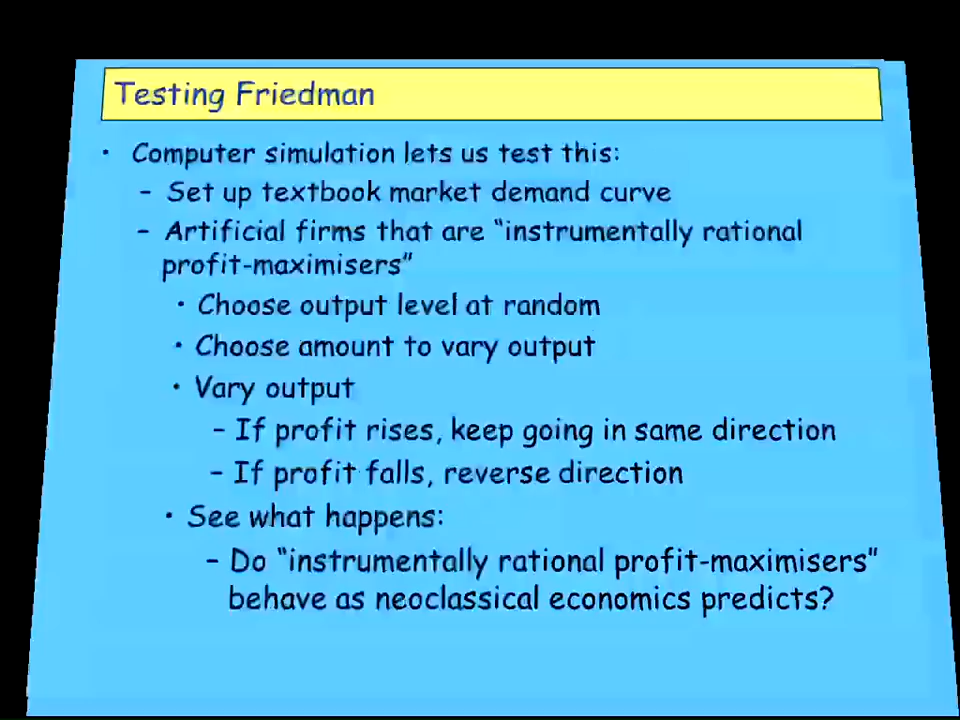 Testing Friedman
• Computer simulation lets us test this:
– Set up textbook market demand curve
– Artificial firms that are "instrumentally rational
profit-maximisers"
• Choose output level at random
• Choose amount to vary output
• Vary output
– If profit rises, keep going in same direction
– If profit falls, reverse direction
• See what happens:
– Do "instrumentally rational profit-maximisers"
behave as neoclassical economics predicts?